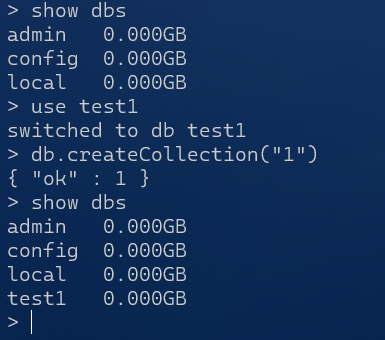 > show dbs
admin   0.000GB
config  0.000GB
local   0.000GB
> use test1
switched to db test1
> db.createCollection("1")
{ "ok" : 1 }
> show dbs
admin   0.000GB
config  0.000GB
local   0.000GB
test1   0.000GB
>